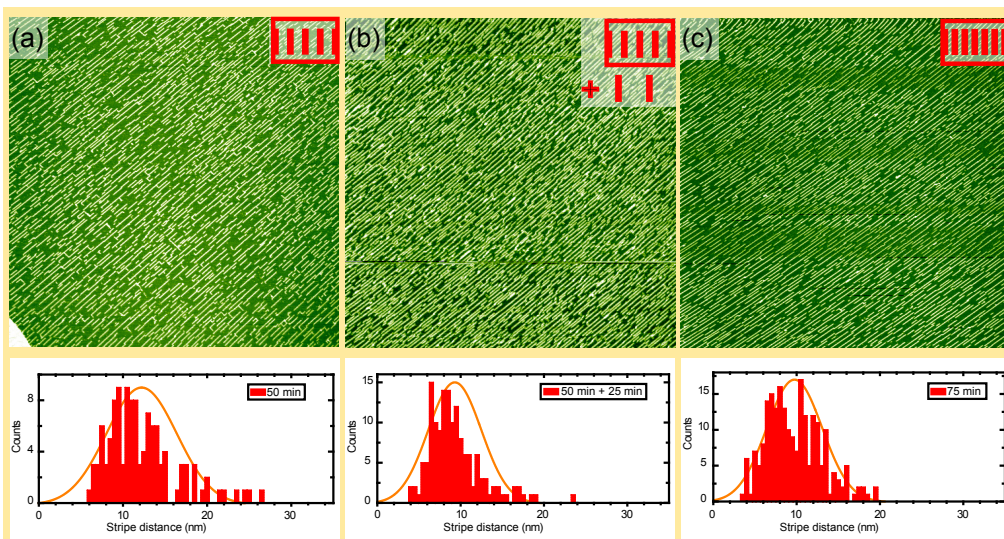 (a)
(b)
+
(c)
50 min
8
4
0
Counts
0 10 20 30
Stripe distance (nm)
50 min + 25 min
15
10
5
0
Counts
0 10 20 30
Stripe distance (nm)
75 min
15
10
5
0
Counts
0 10 20 30
Stripe distance (nm)